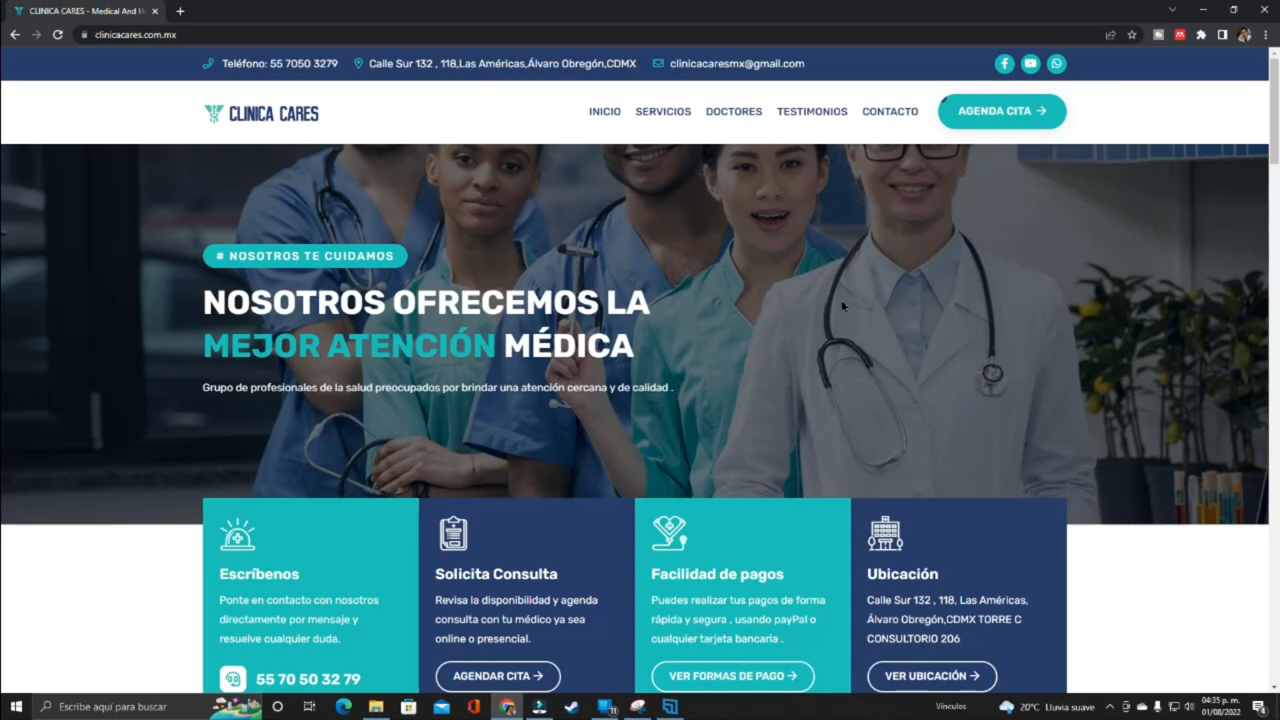 CLINICA CARES - Medical And H
clinicacares.com.mx
Teléfono: 55 7050 3279
Calle Sur 132 , 118,Las Américas,Álvaro Obregón,CDMX
clinicacaresmx@gmail.com
CLINICA CARES
INICIO
SERVICIOS
DOCTORES
TESTIMONIOS
CONTACTO
AGENDA CITA →
# NOSOTROS TE CUIDAMOS
NOSOTROS OFRECEMOS LA
MEJOR ATENCIÓN MÉDICA
Grupo de profesionales de la salud preocupados por brindar una atención cercana y de calidad .
Escríbenos
Ponte en contacto con nosotros
directamente por mensaje y
resuelve cualquier duda.
55 70 50 32 79
Solicita Consulta
Revisa la disponibilidad y agenda
consulta con tu médico ya sea
online o presencial.
AGENDAR CITA →
Facilidad de pagos
Puedes realizar tus pagos de forma
rápida y segura , usando payPal o
cualquier tarjeta bancaria .
VER FORMAS DE PAGO →
Ubicación
Calle Sur 132 , 118, Las Américas,
Álvaro Obregón,CDMX TORRE C
CONSULTORIO 206
VER UBICACIÓN →
Escribe aquí para buscar
Vínculos
20°C Lluvia suave
04:35 p. m.
01/08/2022